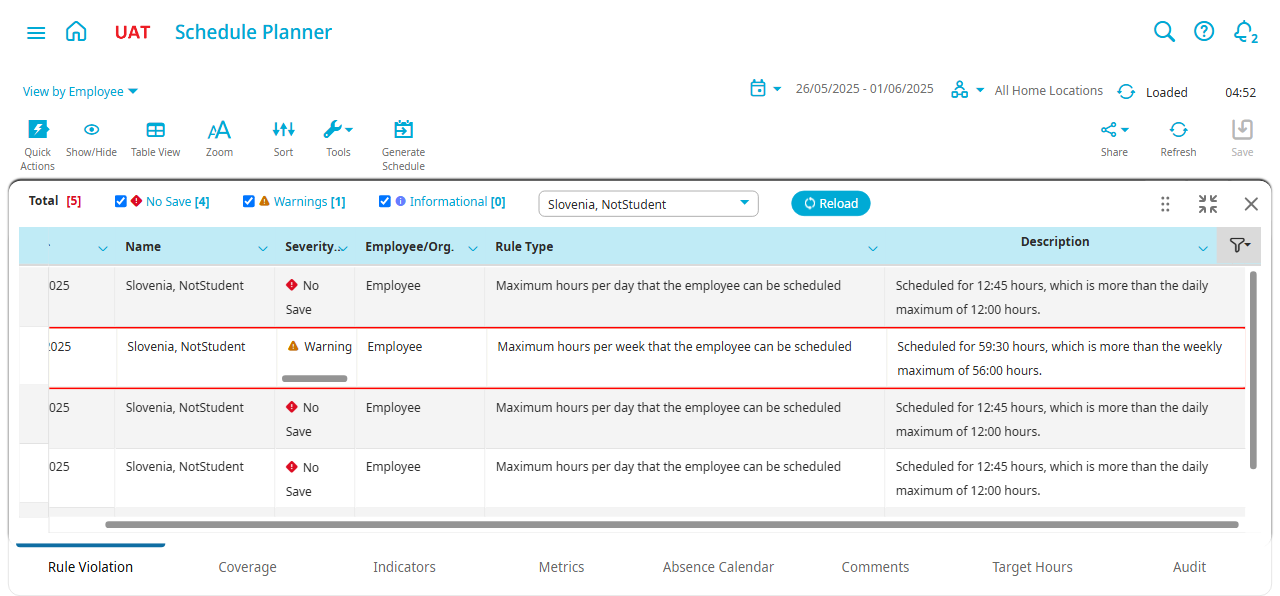 UAT Schedule Planner
2
View by Employee
26/05/2025 - 01/06/2025
All Home Locations
Loaded
04:52
Quick Actions
Show/Hide
Table View
Zoom
Sort
Tools
Generate Schedule
Share
Refresh
Save
Total [5]
No Save [4]
Warnings [1]
Informational [0]
Slovenia, NotStudent
Reload
Name Severity... Employee/Org. Rule Type Description
025 Slovenia, NotStudent No Employee Maximum hours per day that the employee can be scheduled Scheduled for 12:45 hours, which is more than the daily
Save maximum of 12:00 hours.
2025 Slovenia, NotStudent Warning Employee Maximum hours per week that the employee can be scheduled Scheduled for 59:30 hours, which is more than the weekly
maximum of 56:00 hours.
025 Slovenia, NotStudent No Employee Maximum hours per day that the employee can be scheduled Scheduled for 12:45 hours, which is more than the daily
Save maximum of 12:00 hours.
025 Slovenia, NotStudent No Employee Maximum hours per day that the employee can be scheduled Scheduled for 12:45 hours, which is more than the daily
Save maximum of 12:00 hours.
Rule Violation
Coverage
Indicators
Metrics
Absence Calendar
Comments
Target Hours
Audit